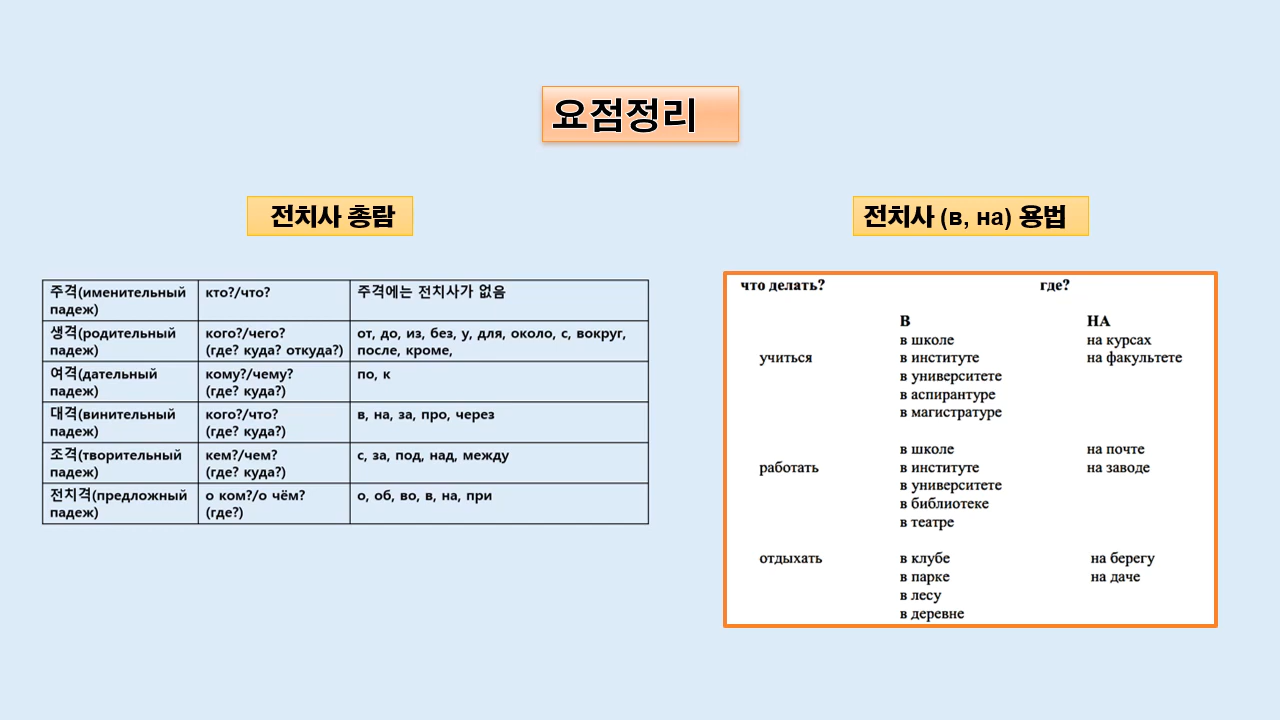 요점정리
전치사 총람
주격(именительный падеж) кто?/что? 주격에는 전치사가 없음
생격(родительный падеж) кого?/чего? (где? куда? откуда?) от, до, из, без, у, для, около, с, вокруг, после, кроме,
여격(дательный падеж) кому?/чему? (где? куда?) по, к
대격(винительный падеж) кого?/что? (где? куда?) в, на, за, про, через
조격(творительный падеж) кем?/чем? (где? куда?) с, за, под, над, между
전치격(предложный падеж) о ком?/о чём? (где?) о, об, во, в, на, при
전치사 (в, на) 용법
что делать? где?
В НА
в школе на курсах
учиться в институте на факультете
в университете
в аспирантуре
в магистратуре
в школе на почте
работать в институте на заводе
в университете
в библиотеке
в театре
отдыхать в клубе на берегу
в парке на даче
в лесу
в деревне